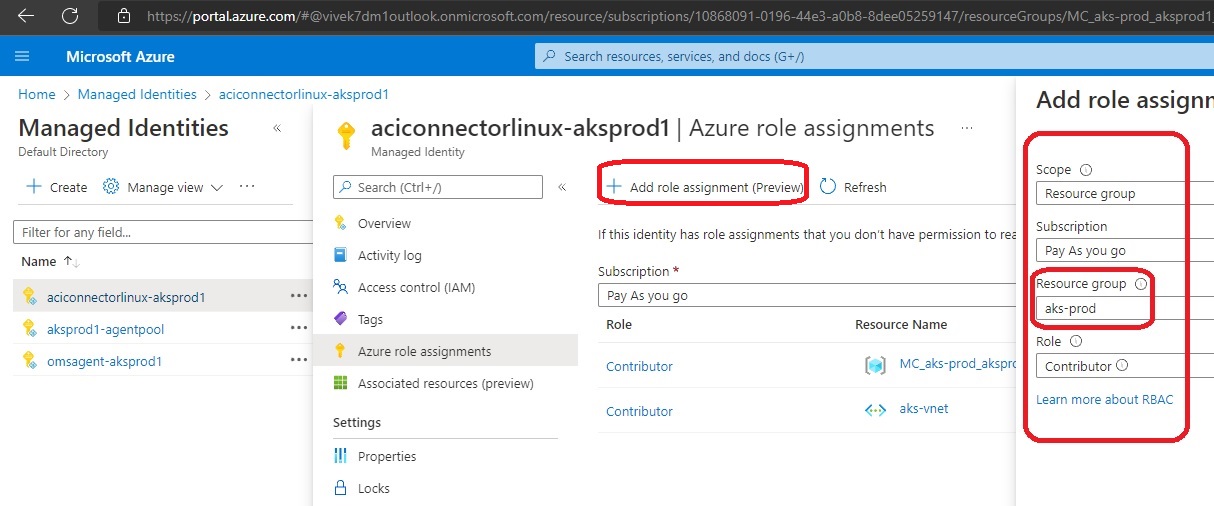 https://portal.azure.com/#@vivek7dm1outlook.onmicrosoft.com/resource/subscriptions/10868091-0196-44e3-a0b8-8dee05259147/resourceGroups/MC_aks-prod_aksprod1_
Microsoft Azure
Search resources, services, and docs (G+/)
Home > Managed Identities > aciconnectorlinux-aksprod1
Managed Identities
Default Directory
+ Create
Manage view
...
Filter for any field...
Name ↑↓
aciconnectorlinux-aksprod1 ...
aksprod1-agentpool ...
omsagent-aksprod1 ...
aciconnectorlinux-aksprod1 | Azure role assignments ...
Managed Identity
Search (Ctrl+/)
«
Overview
Activity log
Access control (IAM)
Tags
Azure role assignments
Associated resources (preview)
Settings
Properties
Locks
+ Add role assignment (Preview)
Refresh
If this identity has role assignments that you don't have permission to rea
Subscription *
Pay As you go
Role Resource Name
Contributor MC_aks-prod_aksprod
Contributor aks-vnet
Add role assignm
Scope
Resource group
Subscription
Pay As you go
Resource group
aks-prod
Role
Contributor
Learn more about RBAC